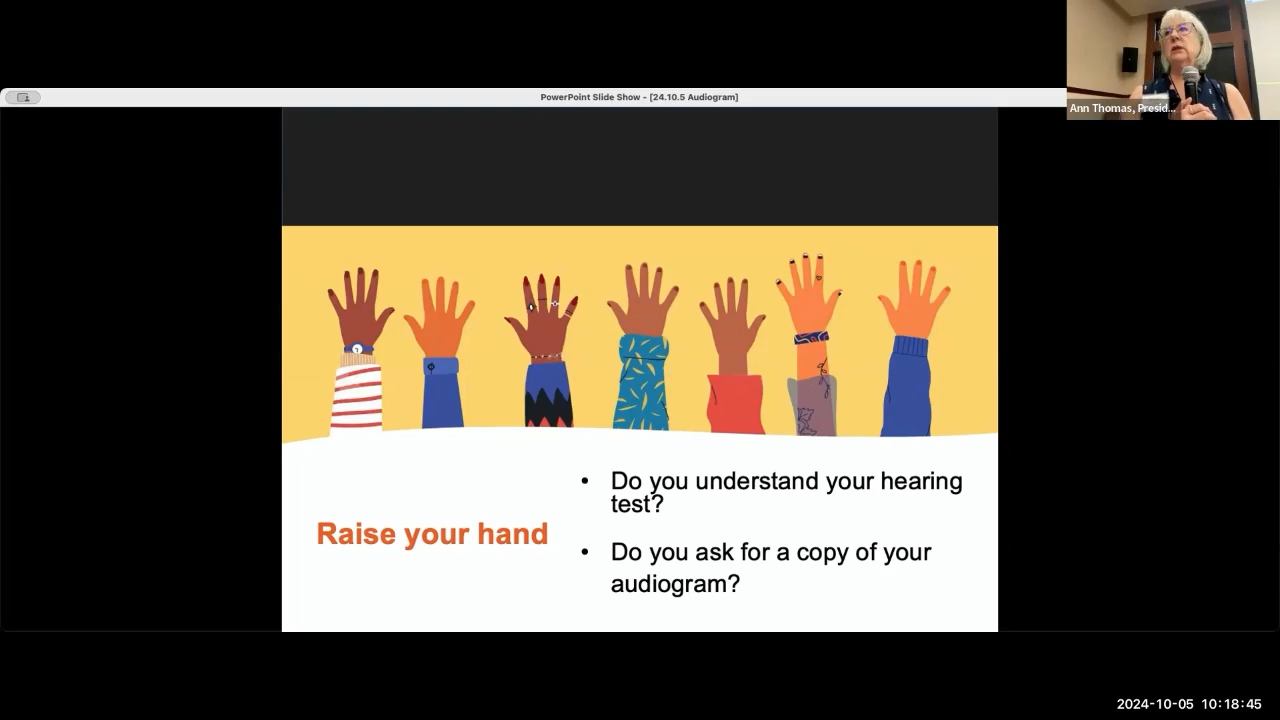 PowerPoint Slide Show - [24.10.5 Audiogram]
Ann Thomas, Presid...
Raise your hand
• Do you understand your hearing
test?
• Do you ask for a copy of your
audiogram?
2024-10-05 10:18:45